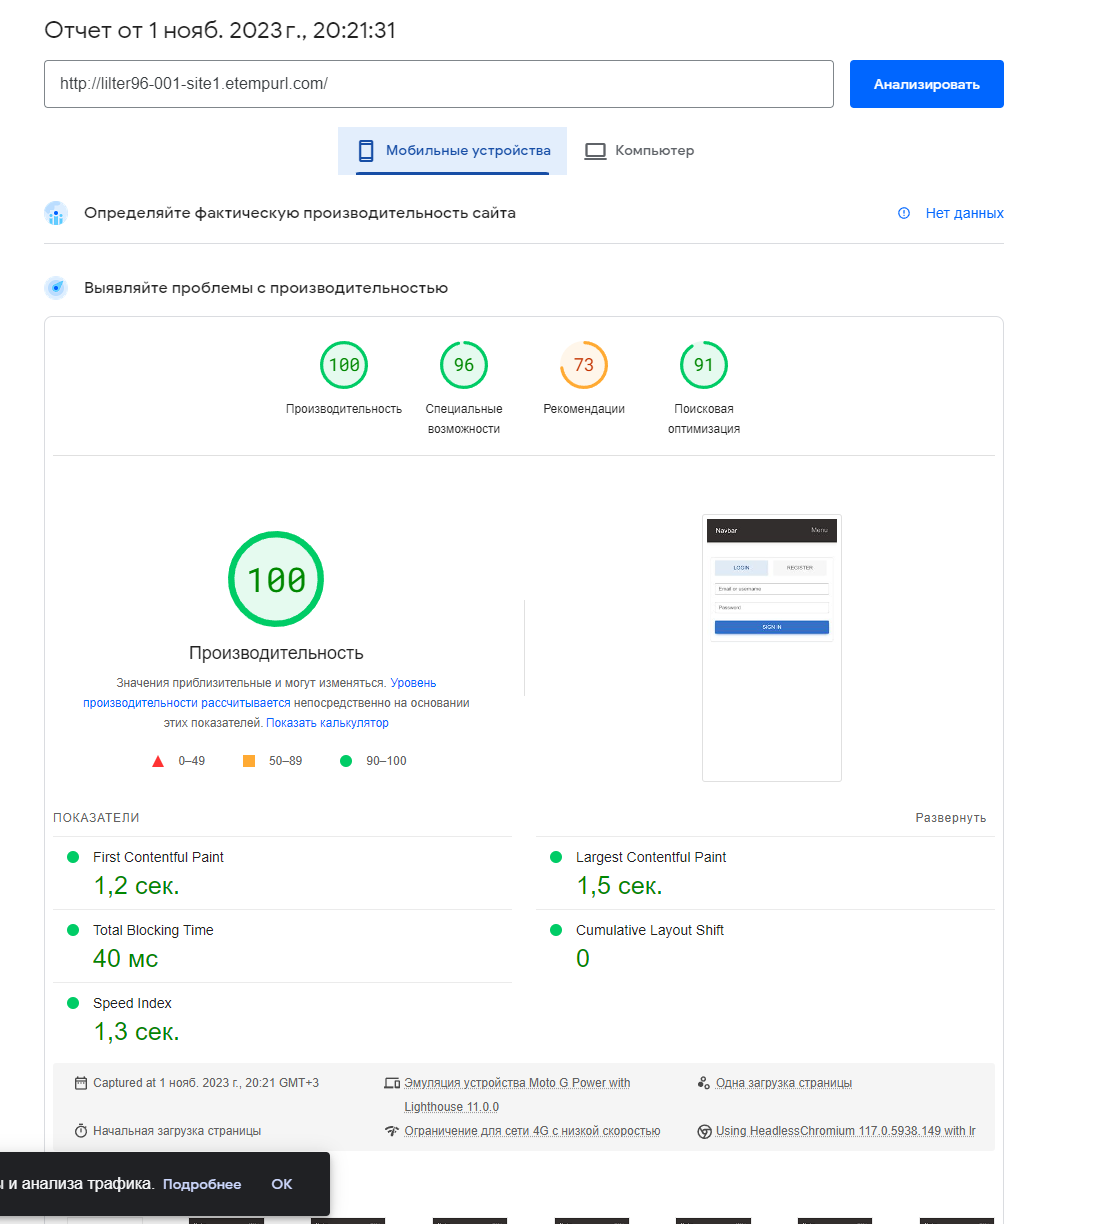 Отчет от 1 нояб. 2023 г., 20:21:31
http://lilter96-001-site1.etempurl.com/
Анализировать
Мобильные устройства
Компьютер
Определяйте фактическую производительность сайта
Нет данных
Выявляйте проблемы с производительностью
100
96
73
91
Производительность
Специальные возможности
Рекомендации
Поисковая оптимизация
100
Производительность
Значения приблизительные и могут изменяться. Уровень
производительности рассчитывается непосредственно на основании
этих показателей. Показать калькулятор
0–49
50–89
90–100
Navbar
Menu
LOGIN
REGISTER
Email or username
Password
SIGN IN
ПОКАЗАТЕЛИ
Развернуть
First Contentful Paint
1,2 сек.
Largest Contentful Paint
1,5 сек.
Total Blocking Time
40 мс
Cumulative Layout Shift
0
Speed Index
1,3 сек.
Captured at 1 нояб. 2023 г., 20:21 GMT+3
Эмуляция устройства Moto G Power with
Lighthouse 11.0.0
Одна загрузка страницы
Начальная загрузка страницы
Ограничение для сети 4G с низкой скоростью
Using HeadlessChromium 117.0.5938.149 with lr
и анализа трафика. Подробнее
ОК